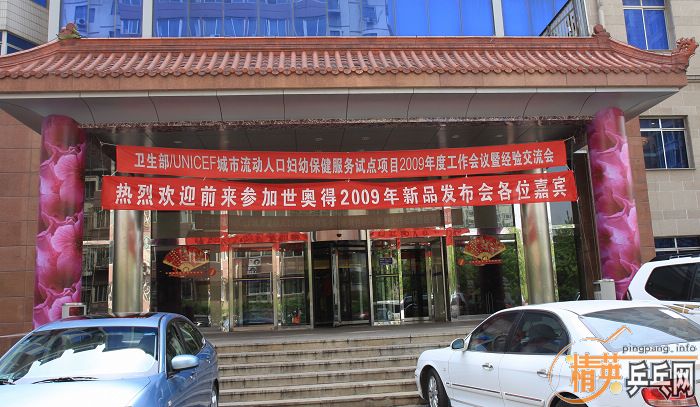 卫生部/UNICEF城市流动人口妇幼保健服务试点项目2009年度工作会议暨经验交流会
热烈欢迎前来参加世奥得2009年新品发布会各位嘉宾
pingpang_info
精英乒乓网